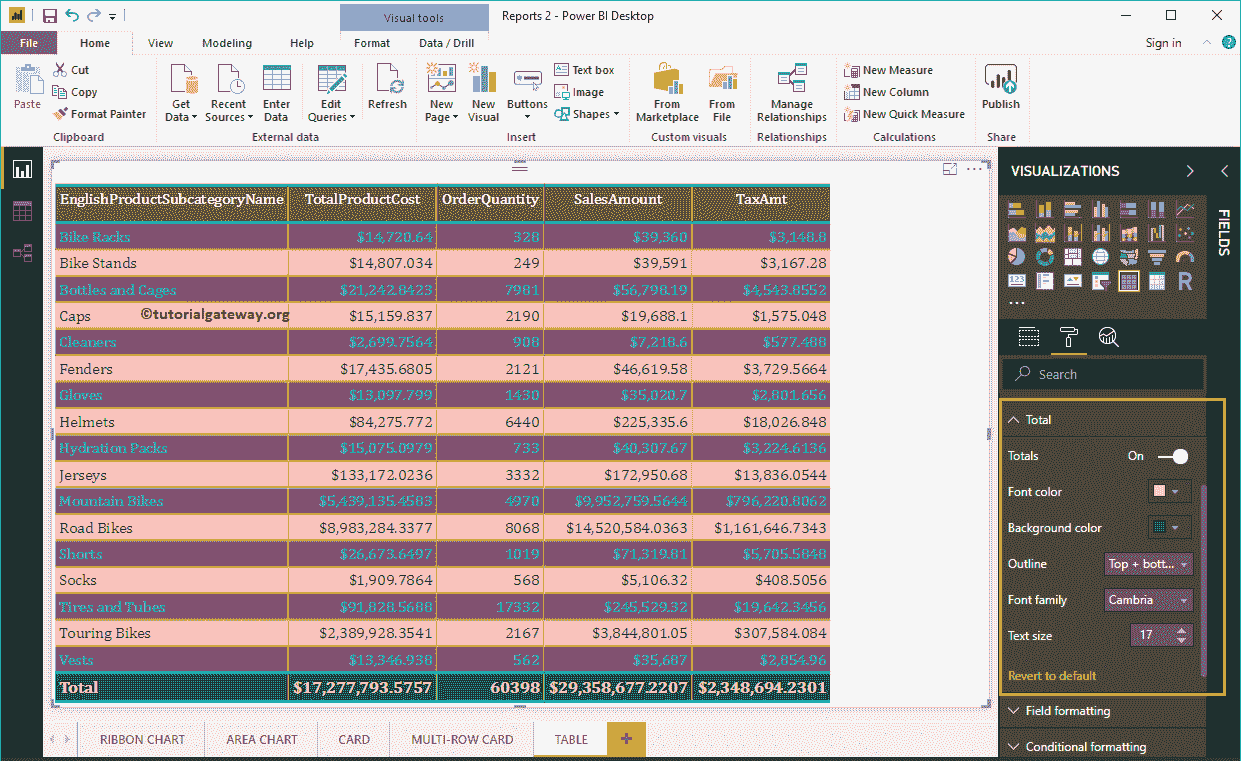 Visual tools
Reports 2 - Power BI Desktop
File Home View Modeling Help Format Data / Drill Sign in
Paste
Cut
Copy
Format Painter
Get Data
Recent Sources
Enter Data
Edit Queries
Refresh
New Page
New Visual
Buttons
Text box
Image
Shapes
From Marketplace
From File
Manage Relationships
New Measure
New Column
New Quick Measure
Publish
Clipboard External data Insert Custom visuals Relationships Calculations Share
EnglishProductSubcategoryName TotalProductCost OrderQuantity SalesAmount TaxAmt
Bike Racks $14,720.64 328 $39,360 $3,148.8
Bike Stands $14,807.034 249 $39,591 $3,167.28
Bottles and Cages $21,242.8423 7981 $56,798.19 $4,543.8552
Caps $15,159.837 2190 $19,688.1 $1,575.048
©tutorialgateway.org
Cleaners $2,699.7564 908 $7,218.6 $577.488
Fenders $17,435.6805 2121 $46,619.58 $3,729.5664
Gloves $13,097.799 1430 $35,020.7 $2,801.656
Helmets $84,275.772 6440 $225,335.6 $18,026.848
Hydration Packs $15,075.0979 733 $40,307.67 $3,224.6136
Jerseys $133,172.0236 3332 $172,950.68 $13,836.0544
Mountain Bikes $5,439,135.4583 4970 $9,952,759.5644 $796,220.8062
Road Bikes $8,983,284.3377 8068 $14,520,584.0363 $1,161,646.7343
Shorts $26,673.6497 1019 $71,319.81 $5,705.5848
Socks $1,909.7864 568 $5,106.32 $408.5056
Tires and Tubes $91,828.5688 17332 $245,529.32 $19,642.3456
Touring Bikes $2,389,928.3541 2167 $3,844,801.05 $307,584.084
Vests $13,346.938 562 $35,687 $2,854.96
Total $17,277,793.5757 60398 $29,358,677.2207 $2,348,694.2301
VISUALIZATIONS
FIELDS
123
R
Search
Total
Totals On
Font color
Background color
Outline Top + bott...
Font family Cambria
Text size 17
Revert to default
Field formatting
Conditional formatting
RIBBON CHART AREA CHART CARD MULTI-ROW CARD TABLE +